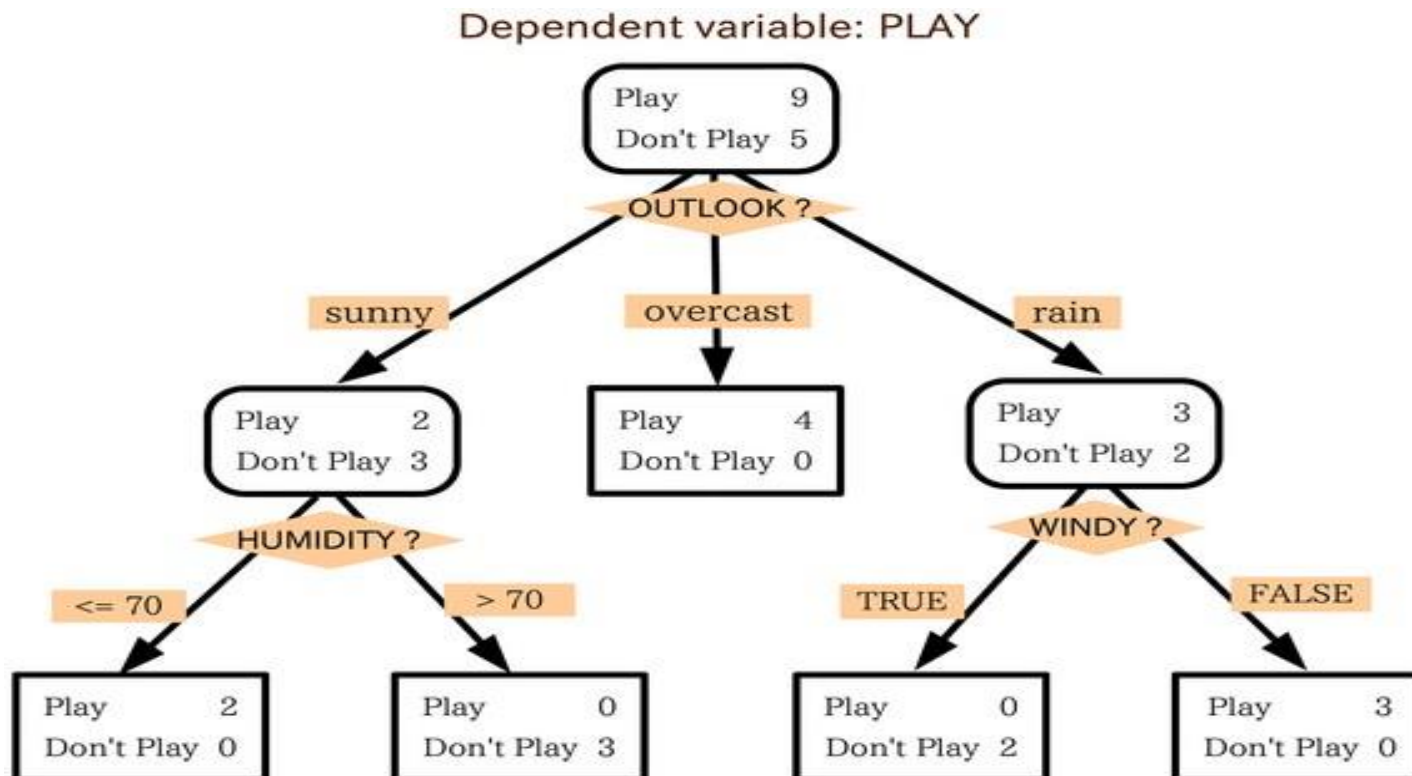 Dependent variable: PLAY
Play 9
Don't Play 5
OUTLOOK ?
sunny
overcast
rain
Play 2
Don't Play 3
Play 4
Don't Play 0
Play 3
Don't Play 2
HUMIDITY ?
WINDY ?
<= 70
> 70
TRUE
FALSE
Play 2
Don't Play 0
Play 0
Don't Play 3
Play 0
Don't Play 2
Play 3
Don't Play 0